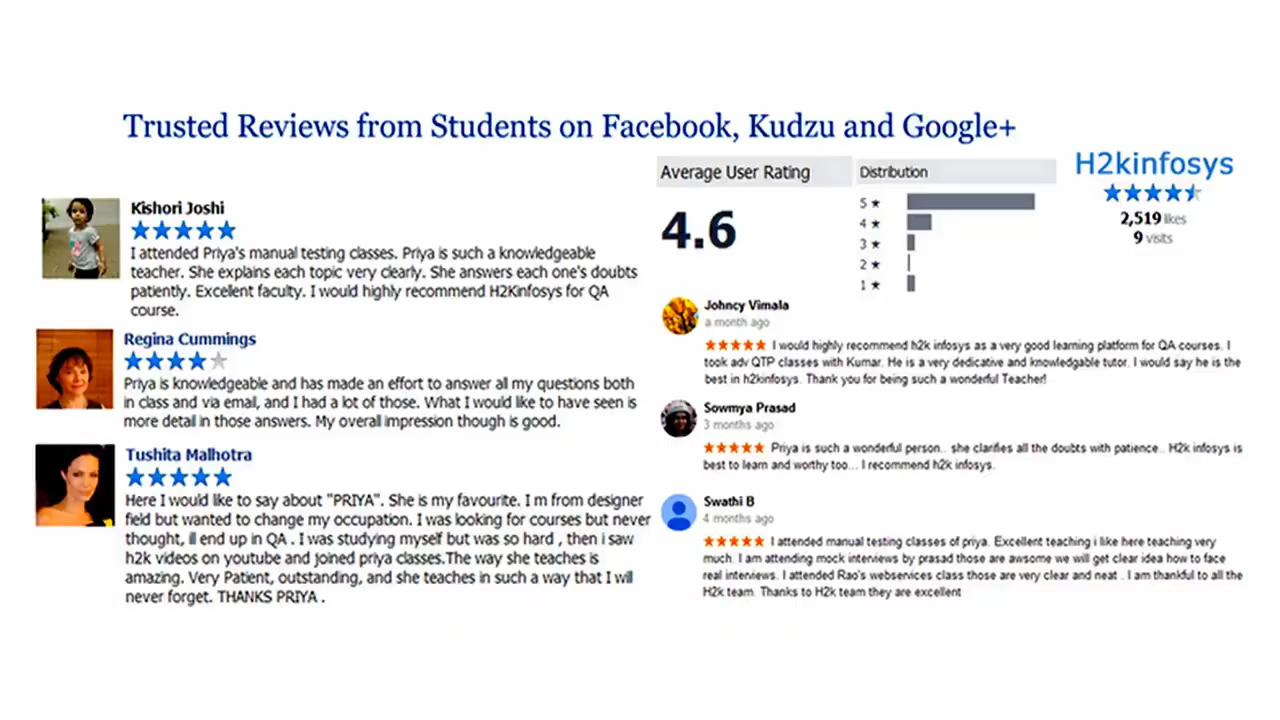 Trusted Reviews from Students on Facebook, Kudzu and Google+
Kishori Joshi
I attended Priya's manual testing classes. Priya is such a knowledgeable
teacher. She explains each topic very clearly. She answers each one's doubts
patiently. Excellent faculty. I would highly recommend H2Kinfosys for QA
course.
Regina Cummings
Priya is knowledgeable and has made an effort to answer all my questions both
in class and via email, and I had a lot of those. What I would like to have seen is
more detail in those answers. My overall impression though is good.
Tushita Malhotra
Here I would like to say about "PRIYA". She is my favourite. I m from designer
field but wanted to change my occupation. I was looking for courses but never
thought, ill end up in QA . I was studying myself but was so hard , then i saw
h2k videos on youtube and joined priya classes.The way she teaches is
amazing. Very Patient, outstanding, and she teaches in such a way that I will
never forget. THANKS PRIYA .
Average User Rating
4.6
Distribution
5 ★
4 ★
3 ★
2 ★
1 ★
H2kinfosys
2,519 likes
9 visits
Johncy Vimala
a month ago
I would highly recommend h2k infosys as a very good learning platform for QA courses. I
took adv QTP classes with Kumar. He is a very dedicative and knowledgable tutor. I would say he is the
best in h2kinfosys. Thank you for being such a wonderful Teacher!
Sowmya Prasad
3 months ago
Priya is such a wonderful person.. she clarifies all the doubts with patience.. H2k infosys is
best to learn and worthy too... I recommend h2k infosys.
Swathi B
4 months ago
I attended manual testing classes of priya. Excellent teaching i like here teaching very
much. I am attending mock interviews by prasad those are awsome we will get clear idea how to face
real interviews. I attended Rao's webservices class those are very clear and neat . I am thankful to all the
H2k team. Thanks to H2k team they are excellent